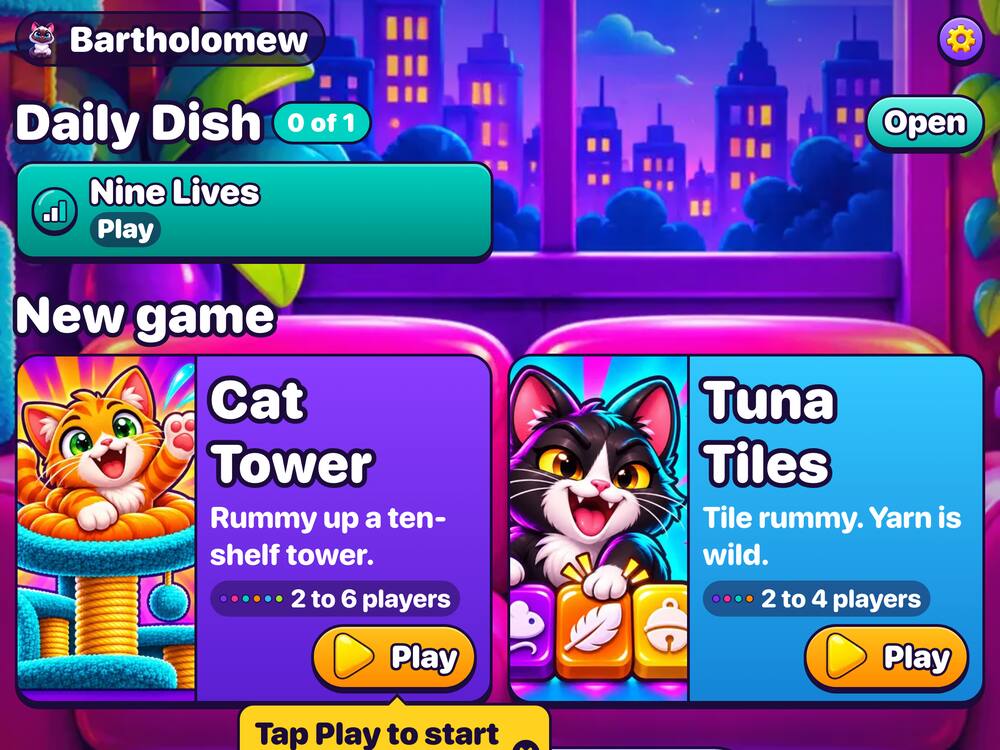 Bartholomew
Daily Dish 0 of 1
Open
Nine Lives
Play
New game
Cat
Tower
Rummy up a ten-
shelf tower.
2 to 6 players
Play
Tuna
Tiles
Tile rummy. Yarn is
wild.
2 to 4 players
Play
Tap Play to start